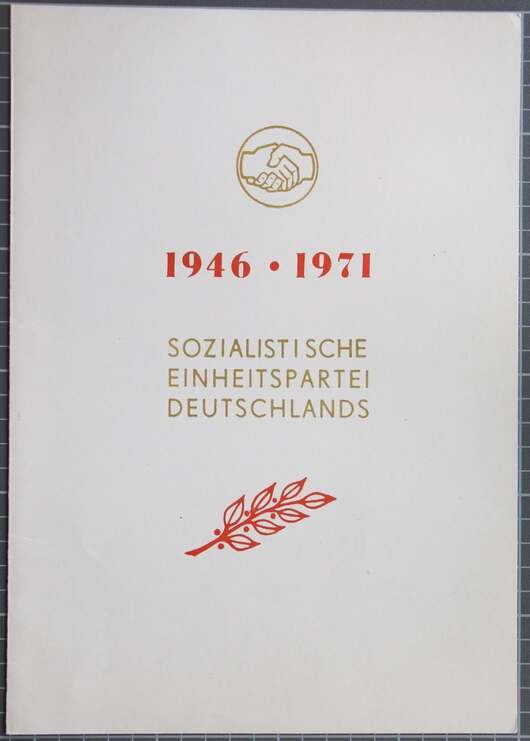 1946 • 1971
SOZIALISTISCHE
EINHEITSPARTEI
DEUTSCHLANDS